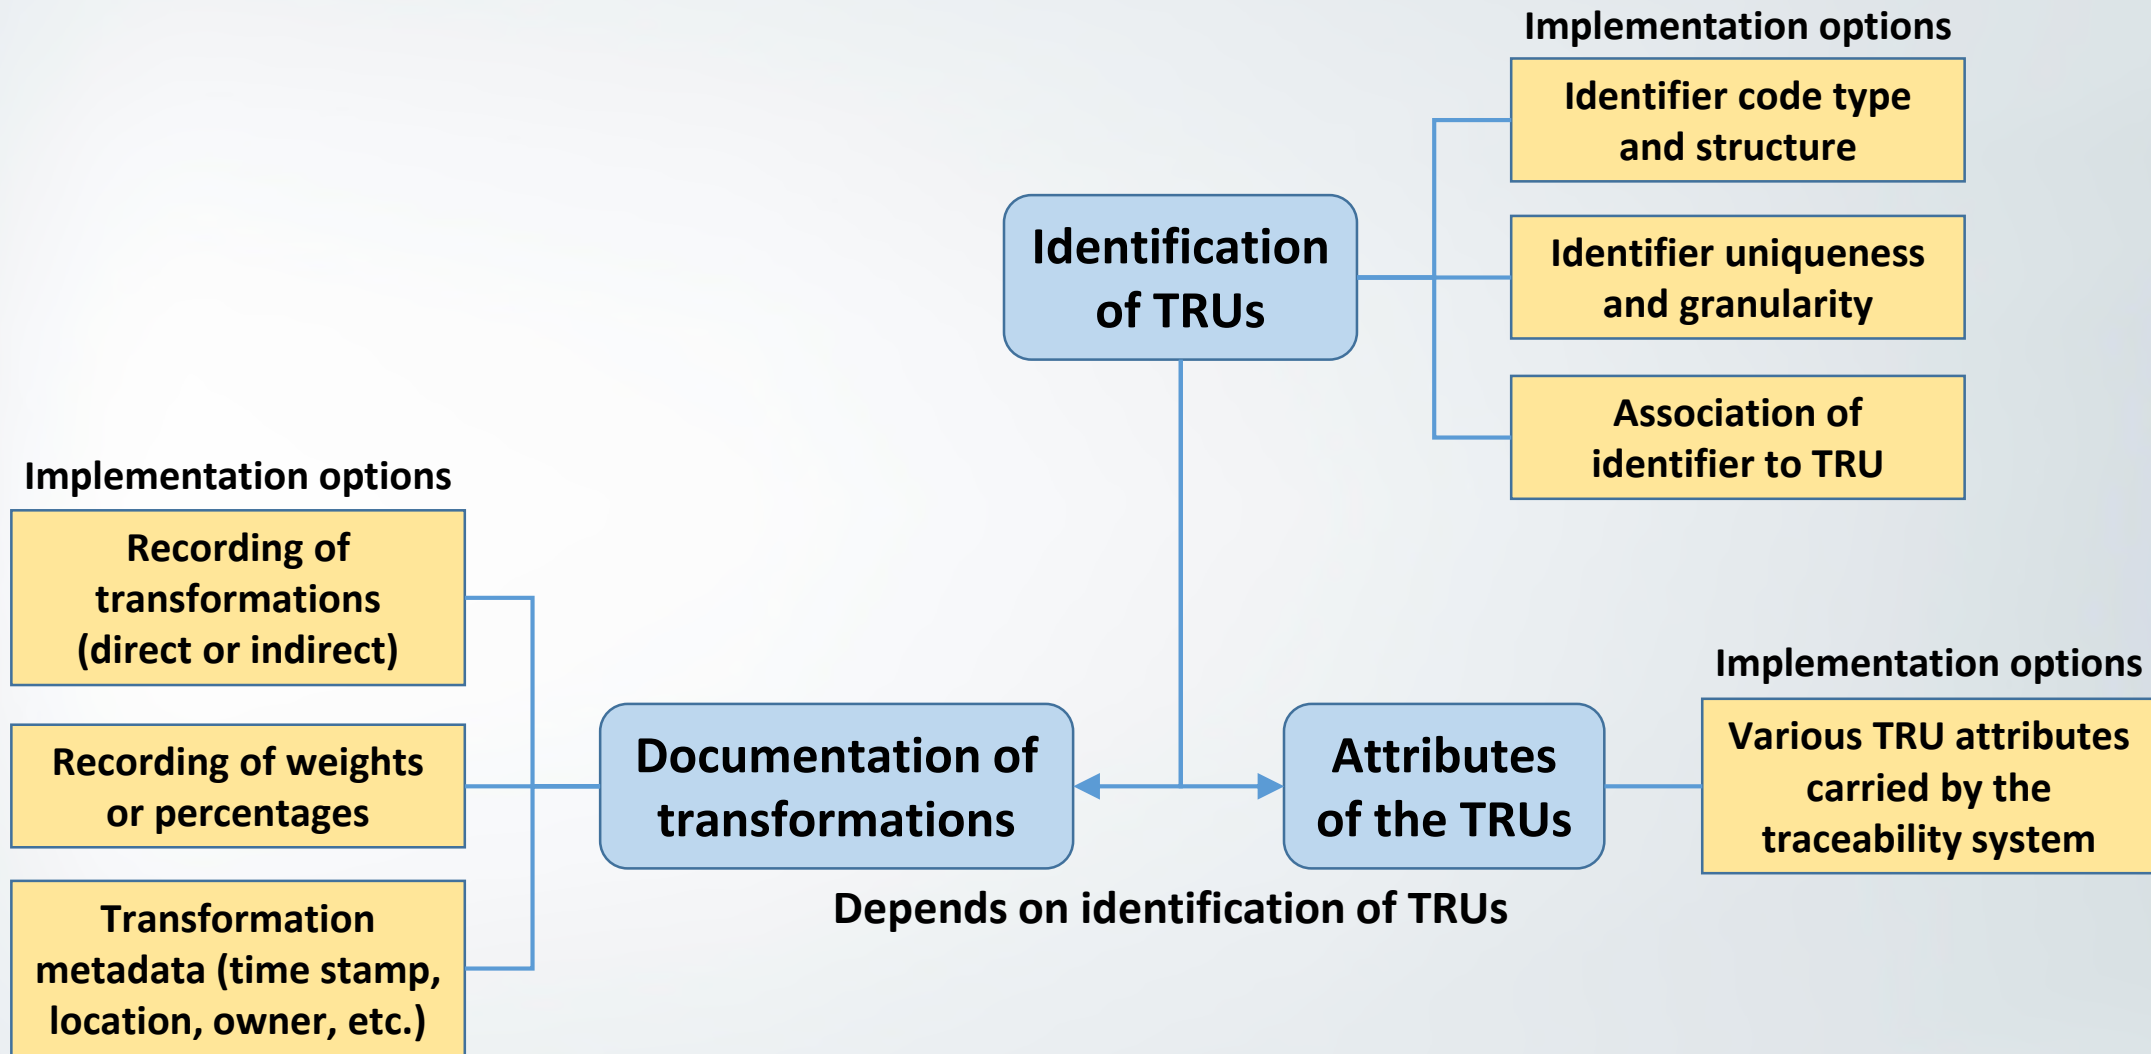 Implementation options
Identifier code type
and structure
Identification
of TRUs
Identifier uniqueness
and granularity
Association of
identifier to TRU
Implementation options
Recording of
transformations
(direct or indirect)
Recording of weights
or percentages
Transformation
metadata (time stamp,
location, owner, etc.)
Documentation of
transformations
Attributes
of the TRUs
Depends on identification of TRUs
Implementation options
Various TRU attributes
carried by the
traceability system